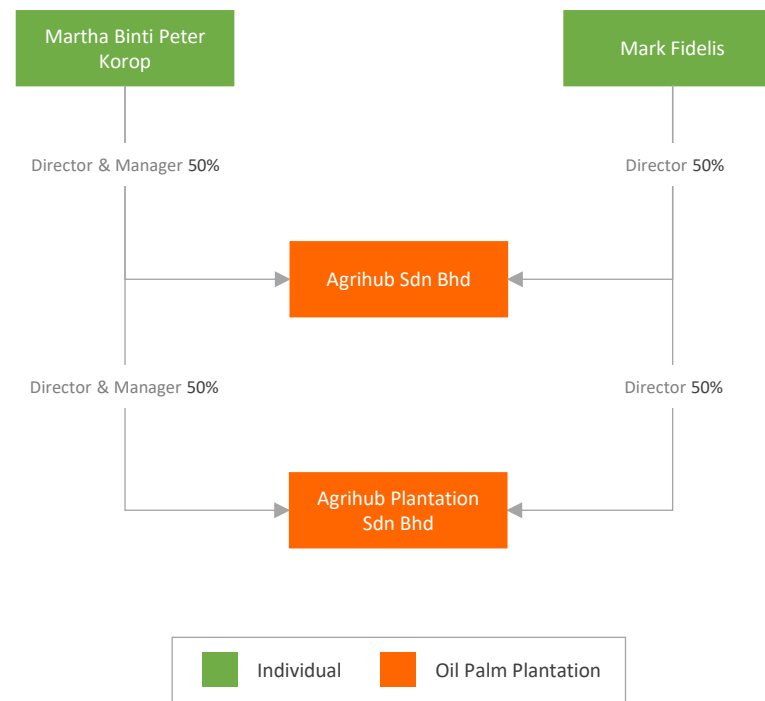 Martha Binti Peter
Korop
Mark Fidelis
Director & Manager 50%
Director 50%
Agrihub Sdn Bhd
Director & Manager 50%
Director 50%
Agrihub Plantation
Sdn Bhd
Individual
Oil Palm Plantation